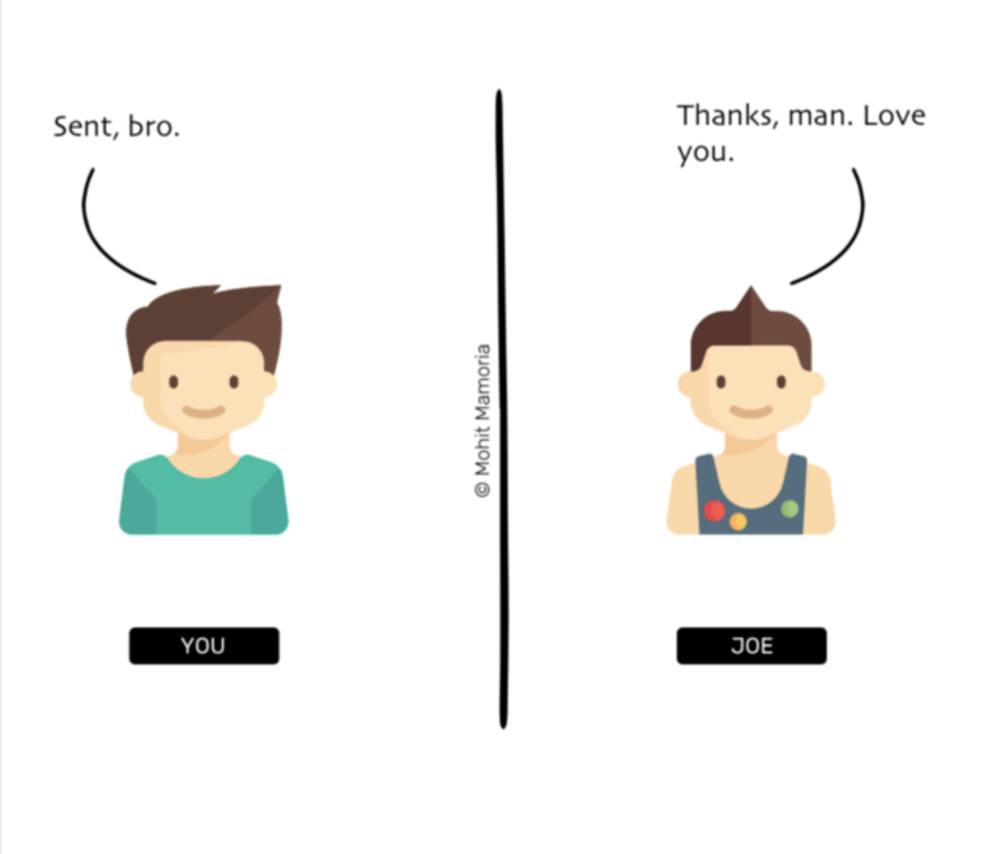 Sent, bro.
Thanks, man. Love
you.
© Mohit Mamoria
YOU
JOE